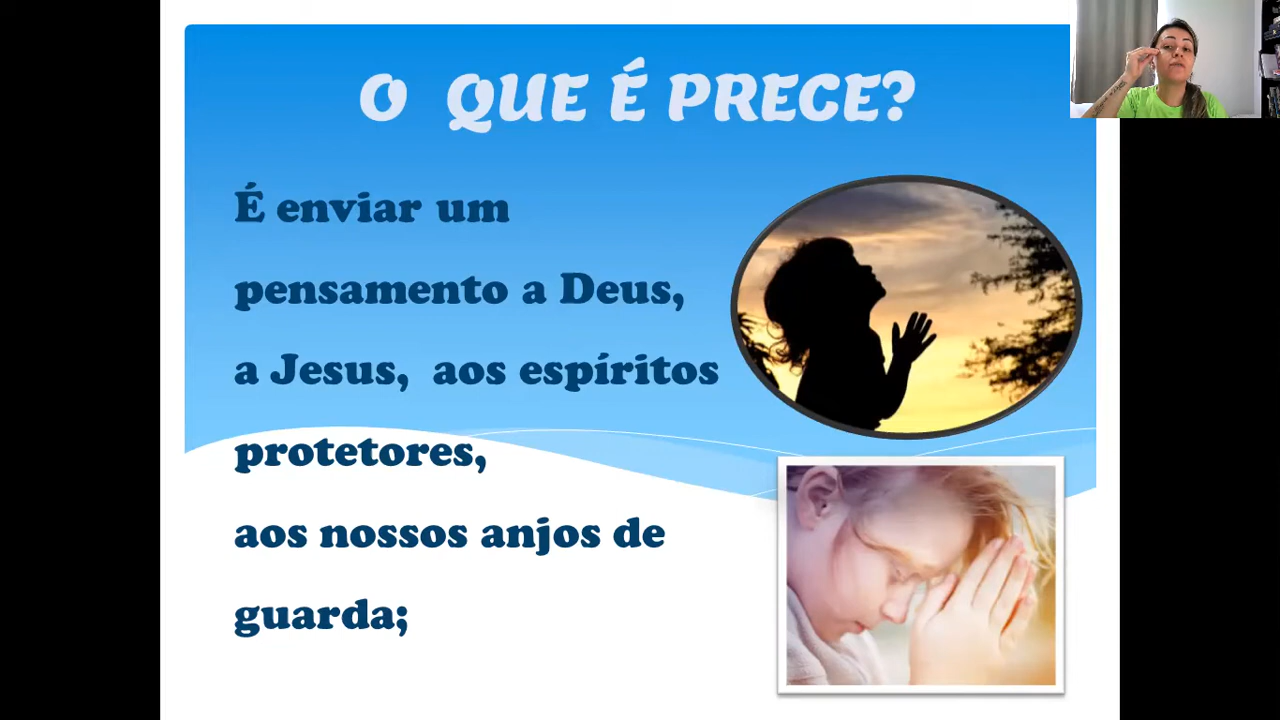 O QUE É PRECE?
É enviar um
pensamento a Deus,
a Jesus, aos espíritos
protetores,
aos nossos anjos de
guarda;